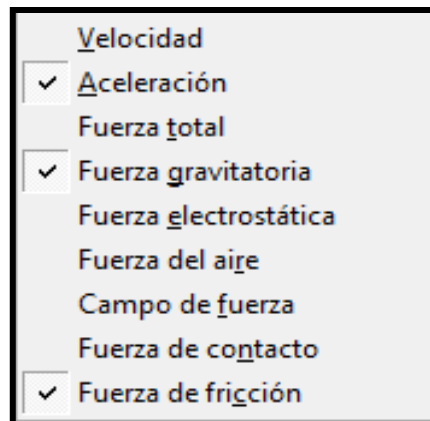 Velocidad
Aceleración
Fuerza total
Fuerza gravitatoria
Fuerza electrostática
Fuerza del aire
Campo de fuerza
Fuerza de contacto
Fuerza de fricción